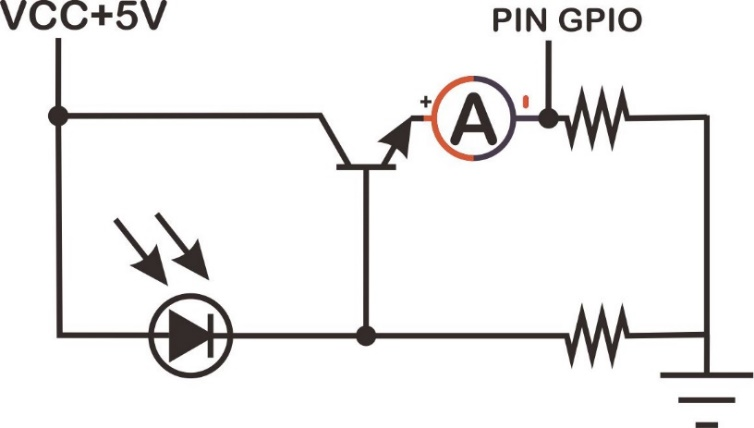 VCC+5V
PIN GPIO
+ A -